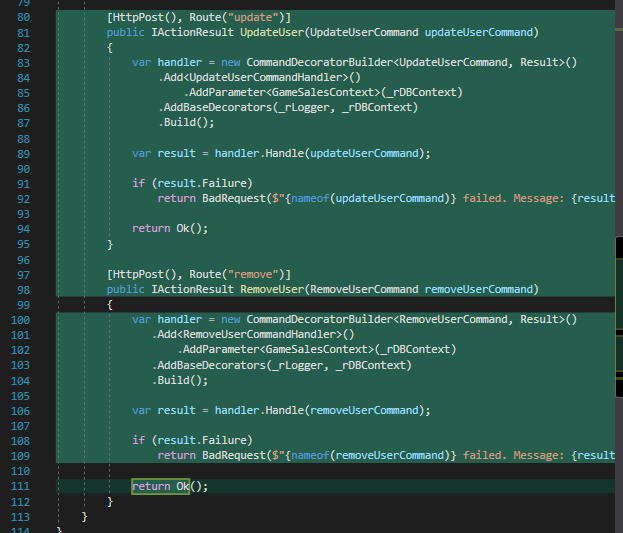 79
80 [HttpPost(), Route("update")]
81 public IActionResult UpdateUser(UpdateUserCommand updateUserCommand)
82 {
83 var handler = new CommandDecoratorBuilder<UpdateUserCommand, Result>()
84 .Add<UpdateUserCommandHandler>()
85 .AddParameter<GameSalesContext>(_rDBContext)
86 .AddBaseDecorators(_rLogger, _rDBContext)
87 .Build();
88
89 var result = handler.Handle(updateUserCommand);
90
91 if (result.Failure)
92 return BadRequest($"{nameof(updateUserCommand)} failed. Message: {result
93
94 return Ok();
95 }
96
97 [HttpPost(), Route("remove")]
98 public IActionResult RemoveUser(RemoveUserCommand removeUserCommand)
99 {
100 var handler = new CommandDecoratorBuilder<RemoveUserCommand, Result>()
101 .Add<RemoveUserCommandHandler>()
102 .AddParameter<GameSalesContext>(_rDBContext)
103 .AddBaseDecorators(_rLogger, _rDBContext)
104 .Build();
105
106 var result = handler.Handle(removeUserCommand);
107
108 if (result.Failure)
109 return BadRequest($"{nameof(removeUserCommand)} failed. Message: {result
110
111 return Ok();
112 }
113 }
114 }